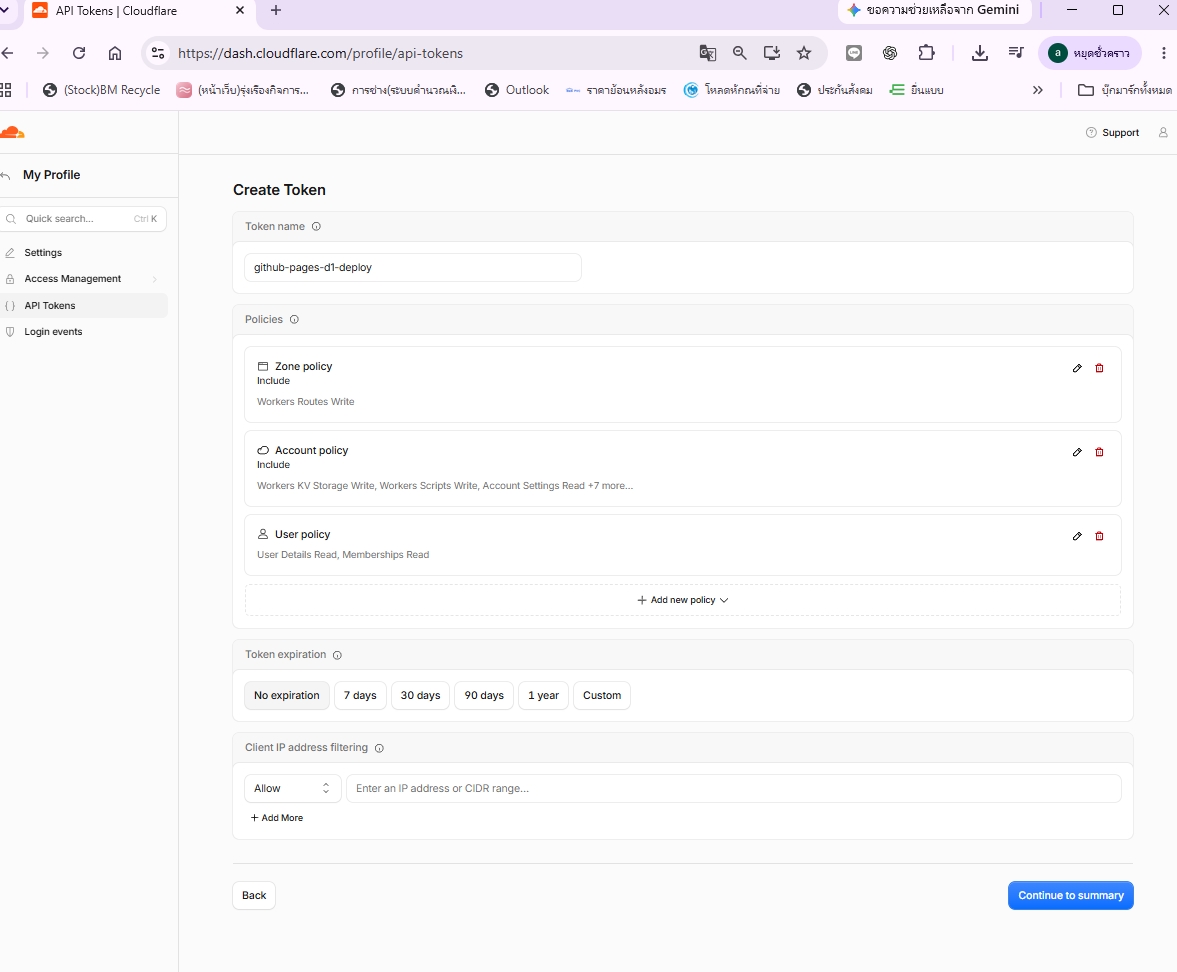 API Tokens | Cloudflare
ขอความช่วยเหลือจาก Gemini
https://dash.cloudflare.com/profile/api-tokens
a หยุดชั่วคราว
(Stock)BM Recycle
(หน้าเว็บ)รุ่งเรืองกิจการ...
การช่าง(ระบบคำนวณเงิ...
Outlook
ราคาย้อนหลังอมร
โหลดห้กณที่จ่าย
ประกันสังคม
ยื่นแบบ
บุ๊กมาร์กทั้งหมด
Support
My Profile
Quick search... Ctrl K
Settings
Access Management
API Tokens
Login events
Create Token
Token name
github-pages-d1-deploy
Policies
Zone policy
Include
Workers Routes Write
Account policy
Include
Workers KV Storage Write, Workers Scripts Write, Account Settings Read +7 more...
User policy
User Details Read, Memberships Read
Add new policy
Token expiration
No expiration 7 days 30 days 90 days 1 year Custom
Client IP address filtering
Allow Enter an IP address or CIDR range...
+ Add More
Back Continue to summary